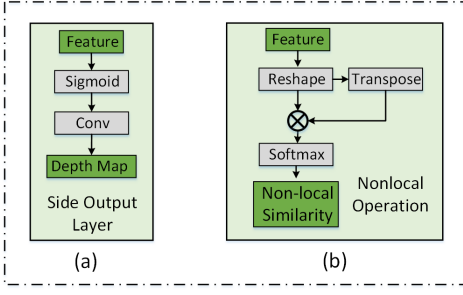 Feature
Sigmoid
Conv
Depth Map
Side Output
Layer
(a)
Feature
Reshape
Transpose
Softmax
Non-local
Similarity
Nonlocal
Operation
(b)